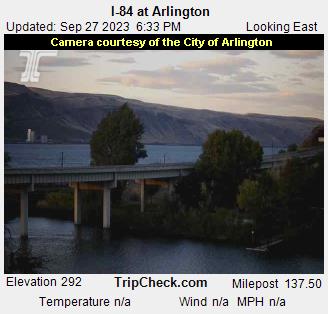 I-84 at Arlington
Updated: Sep 27 2023 6:33 PM Looking East
Camera courtesy of the City of Arlington
Elevation 292 TripCheck.com Milepost 137.50
Temperature n/a Wind n/a MPH n/a